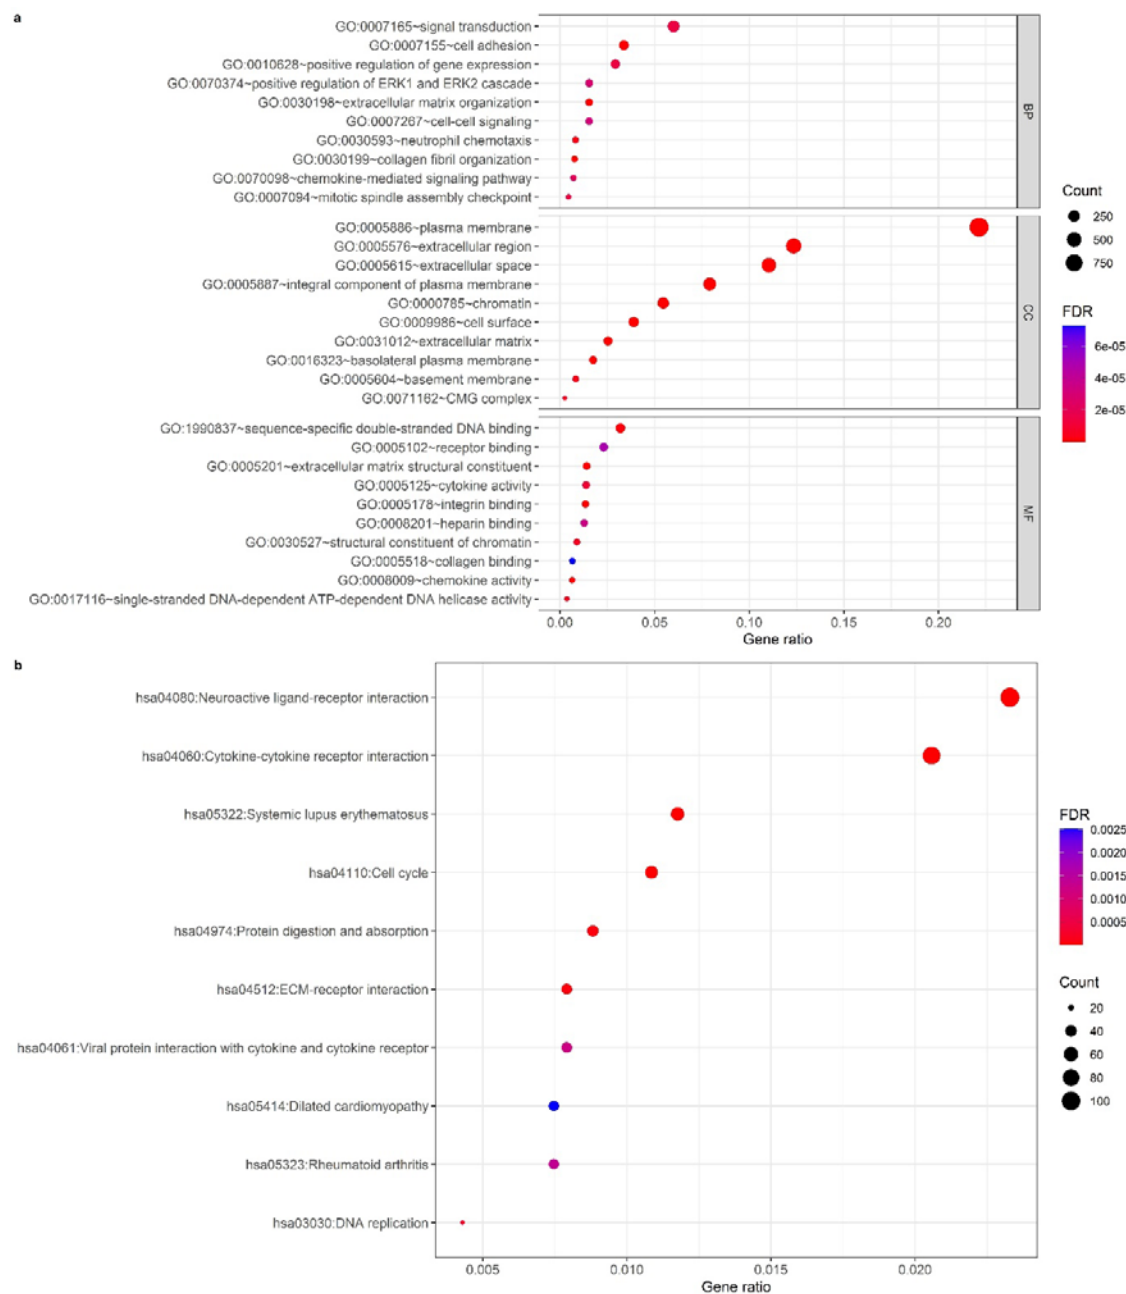 a
GO:0007165~signal transduction
GO:0007155~cell adhesion
GO:0010628~positive regulation of gene expression
GO:0070374~positive regulation of ERK1 and ERK2 cascade
GO:0030198~extracellular matrix organization
GO:0007267~cell-cell signaling
GO:0030593~neutrophil chemotaxis
GO:0030199~collagen fibril organization
GO:0070098~chemokine-mediated signaling pathway
GO:0007094~mitotic spindle assembly checkpoint
BP
GO:0005886~plasma membrane
GO:0005576~extracellular region
GO:0005615~extracellular space
GO:0005887~integral component of plasma membrane
GO:0000785~chromatin
GO:0009986~cell surface
GO:0031012~extracellular matrix
GO:0016323~basolateral plasma membrane
GO:0005604~basement membrane
GO:0071162~CMG complex
CC
GO:1990837~sequence-specific double-stranded DNA binding
GO:0005102~receptor binding
GO:0005201~extracellular matrix structural constituent
GO:0005125~cytokine activity
GO:0005178~integrin binding
GO:0008201~heparin binding
GO:0030527~structural constituent of chromatin
GO:0005518~collagen binding
GO:0008009~chemokine activity
GO:0017116~single-stranded DNA-dependent ATP-dependent DNA helicase activity
MF
0.00 0.05 0.10 0.15 0.20
Gene ratio
Count
250
500
750
FDR
6e-05
4e-05
2e-05
b
hsa04080:Neuroactive ligand-receptor interaction
hsa04060:Cytokine-cytokine receptor interaction
hsa05322:Systemic lupus erythematosus
hsa04110:Cell cycle
hsa04974:Protein digestion and absorption
hsa04512:ECM-receptor interaction
hsa04061:Viral protein interaction with cytokine and cytokine receptor
hsa05414:Dilated cardiomyopathy
hsa05323:Rheumatoid arthritis
hsa03030:DNA replication
0.005 0.010 0.015 0.020
Gene ratio
FDR
0.0025
0.0020
0.0015
0.0010
0.0005
Count
20
40
60
80
100